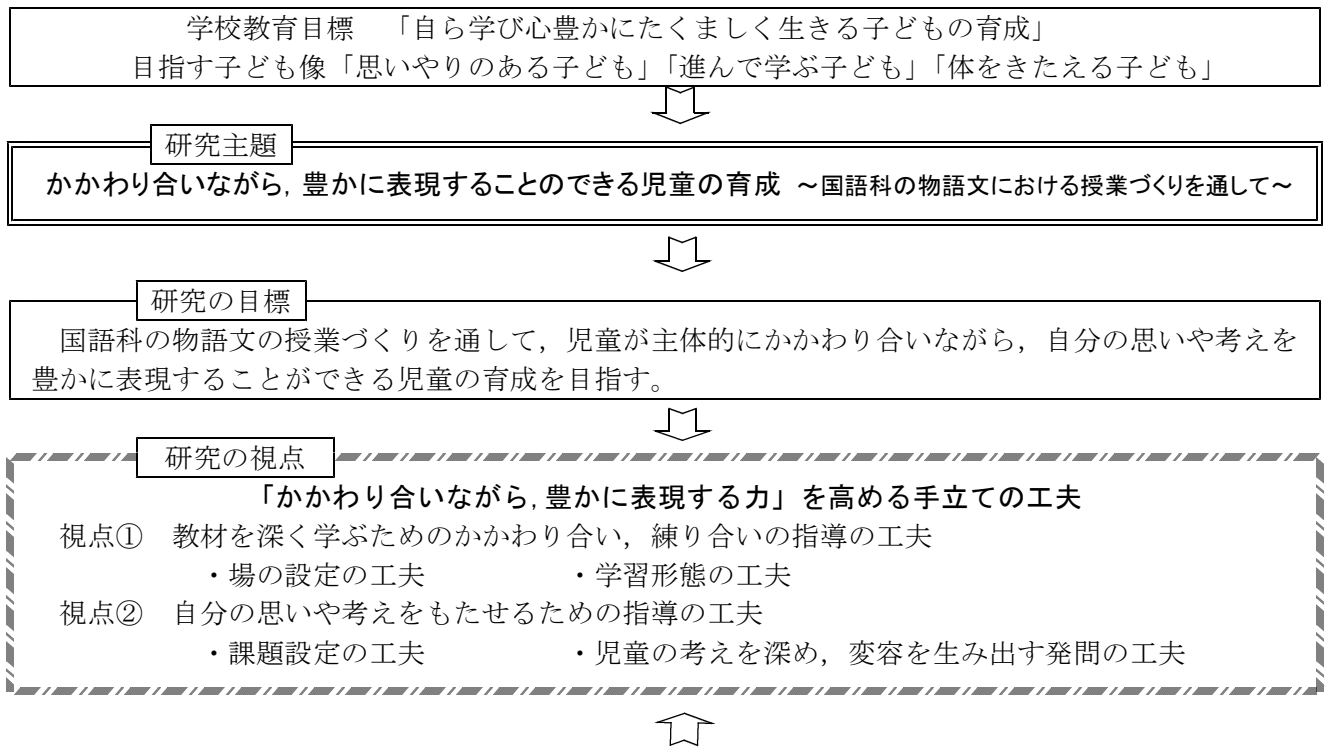 学校教育目標　「自ら学び心豊かにたくましく生きる子どもの育成」
目指す子ども像「思いやりのある子ども」「進んで学ぶ子ども」「体をきたえる子ども」
研究主題
かかわり合いながら，豊かに表現することのできる児童の育成　～国語科の物語文における授業づくりを通して～
研究の目標
国語科の物語文の授業づくりを通して，児童が主体的にかかわり合いながら，自分の思いや考えを
豊かに表現することができる児童の育成を目指す。
研究の視点
「かかわり合いながら，豊かに表現する力」を高める手立ての工夫
視点①　教材を深く学ぶためのかかわり合い，練り合いの指導の工夫
・場の設定の工夫　　　　・学習形態の工夫
視点②　自分の思いや考えをもたせるための指導の工夫
・課題設定の工夫　　　　・児童の考えを深め，変容を生み出す発問の工夫